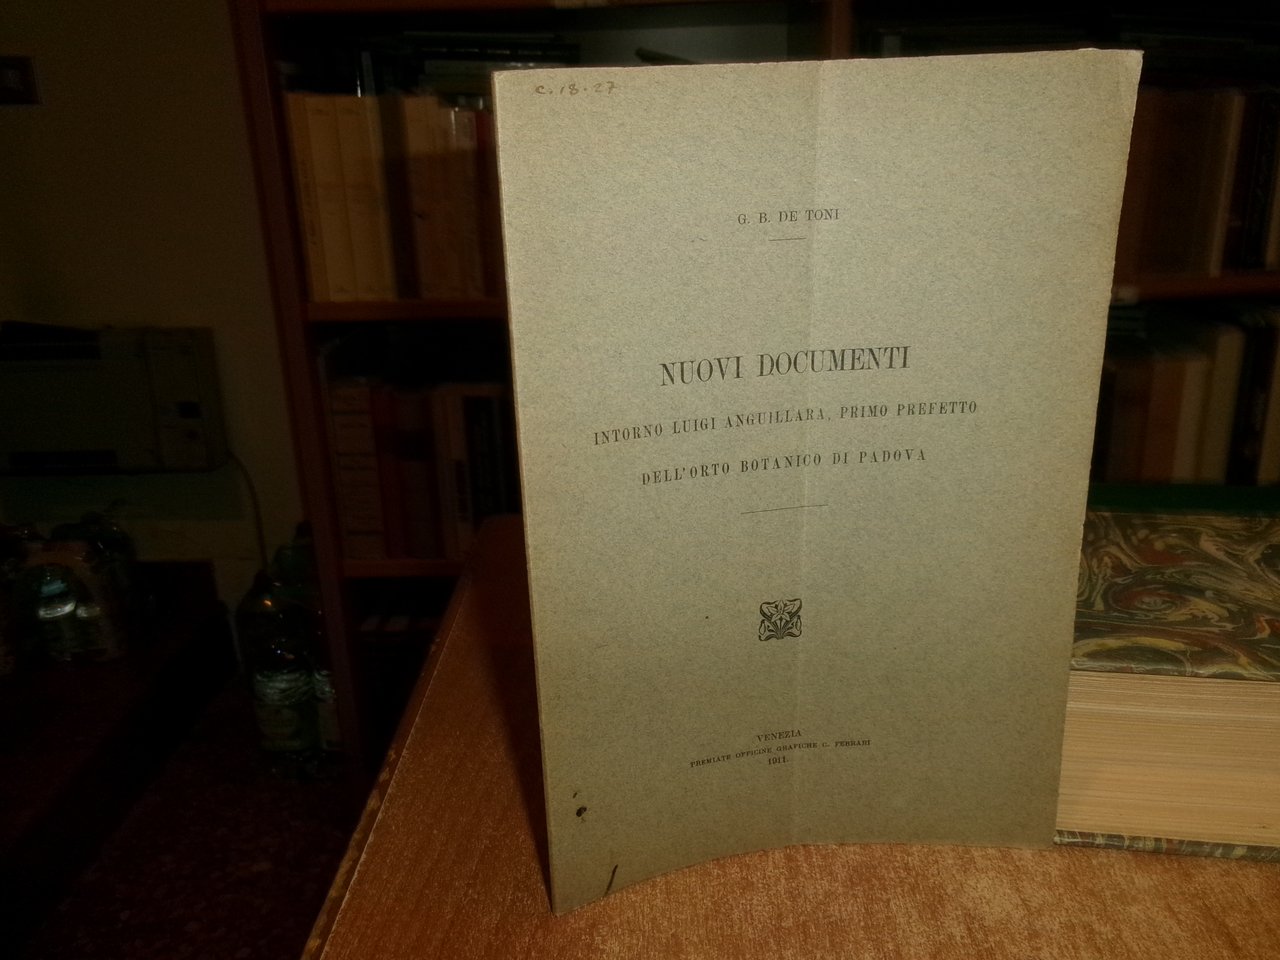 C. 18. 27
G. B. DE TONI
NUOVI DOCUMENTI
INTORNO LUIGI ANGUILLARA, PRIMO PREFETTO
DELL'ORTO BOTANICO DI PADOVA
VENEZIA
PREMIATE OFFICINE GRAFICHE C. FERRARI
1911.